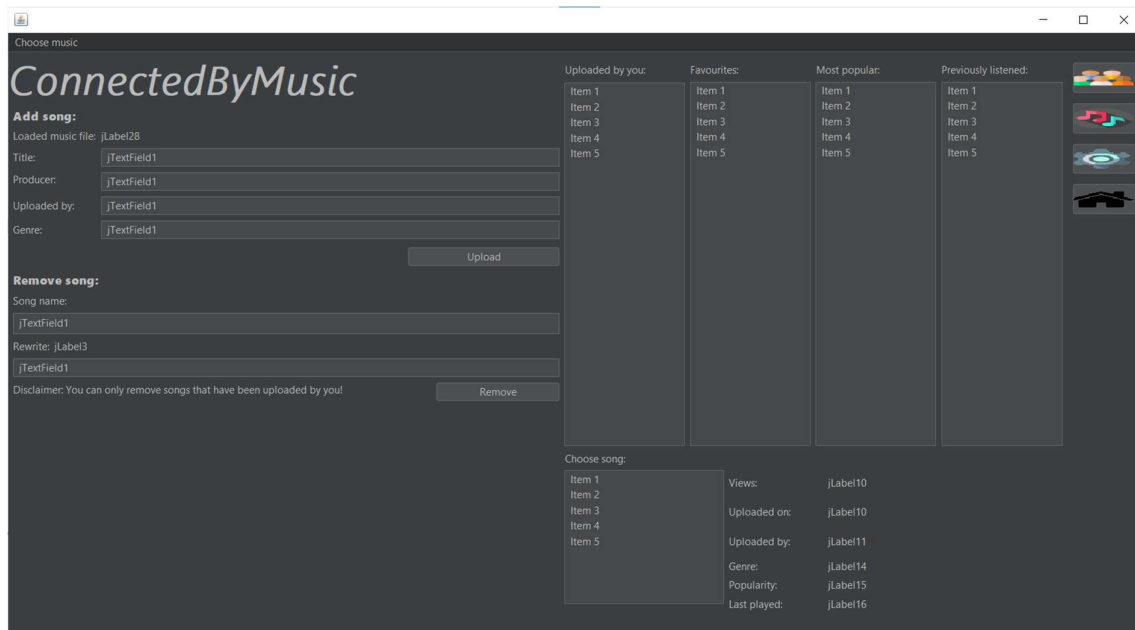 Choose music
ConnectedByMusic
Add song:
Loaded music file: jLabel28
Title: jTextField1
Producer: jTextField1
Uploaded by: jTextField1
Genre: jTextField1
Upload
Remove song:
Song name:
jTextField1
Rewrite: jLabel3
jTextField1
Disclaimer: You can only remove songs that have been uploaded by you!
Remove
Uploaded by you:
Item 1
Item 2
Item 3
Item 4
Item 5
Favourites:
Item 1
Item 2
Item 3
Item 4
Item 5
Most popular:
Item 1
Item 2
Item 3
Item 4
Item 5
Previously listened:
Item 1
Item 2
Item 3
Item 4
Item 5
Choose song:
Item 1
Item 2
Item 3
Item 4
Item 5
Views: jLabel10
Uploaded on: jLabel10
Uploaded by: jLabel11
Genre: jLabel14
Popularity: jLabel15
Last played: jLabel16